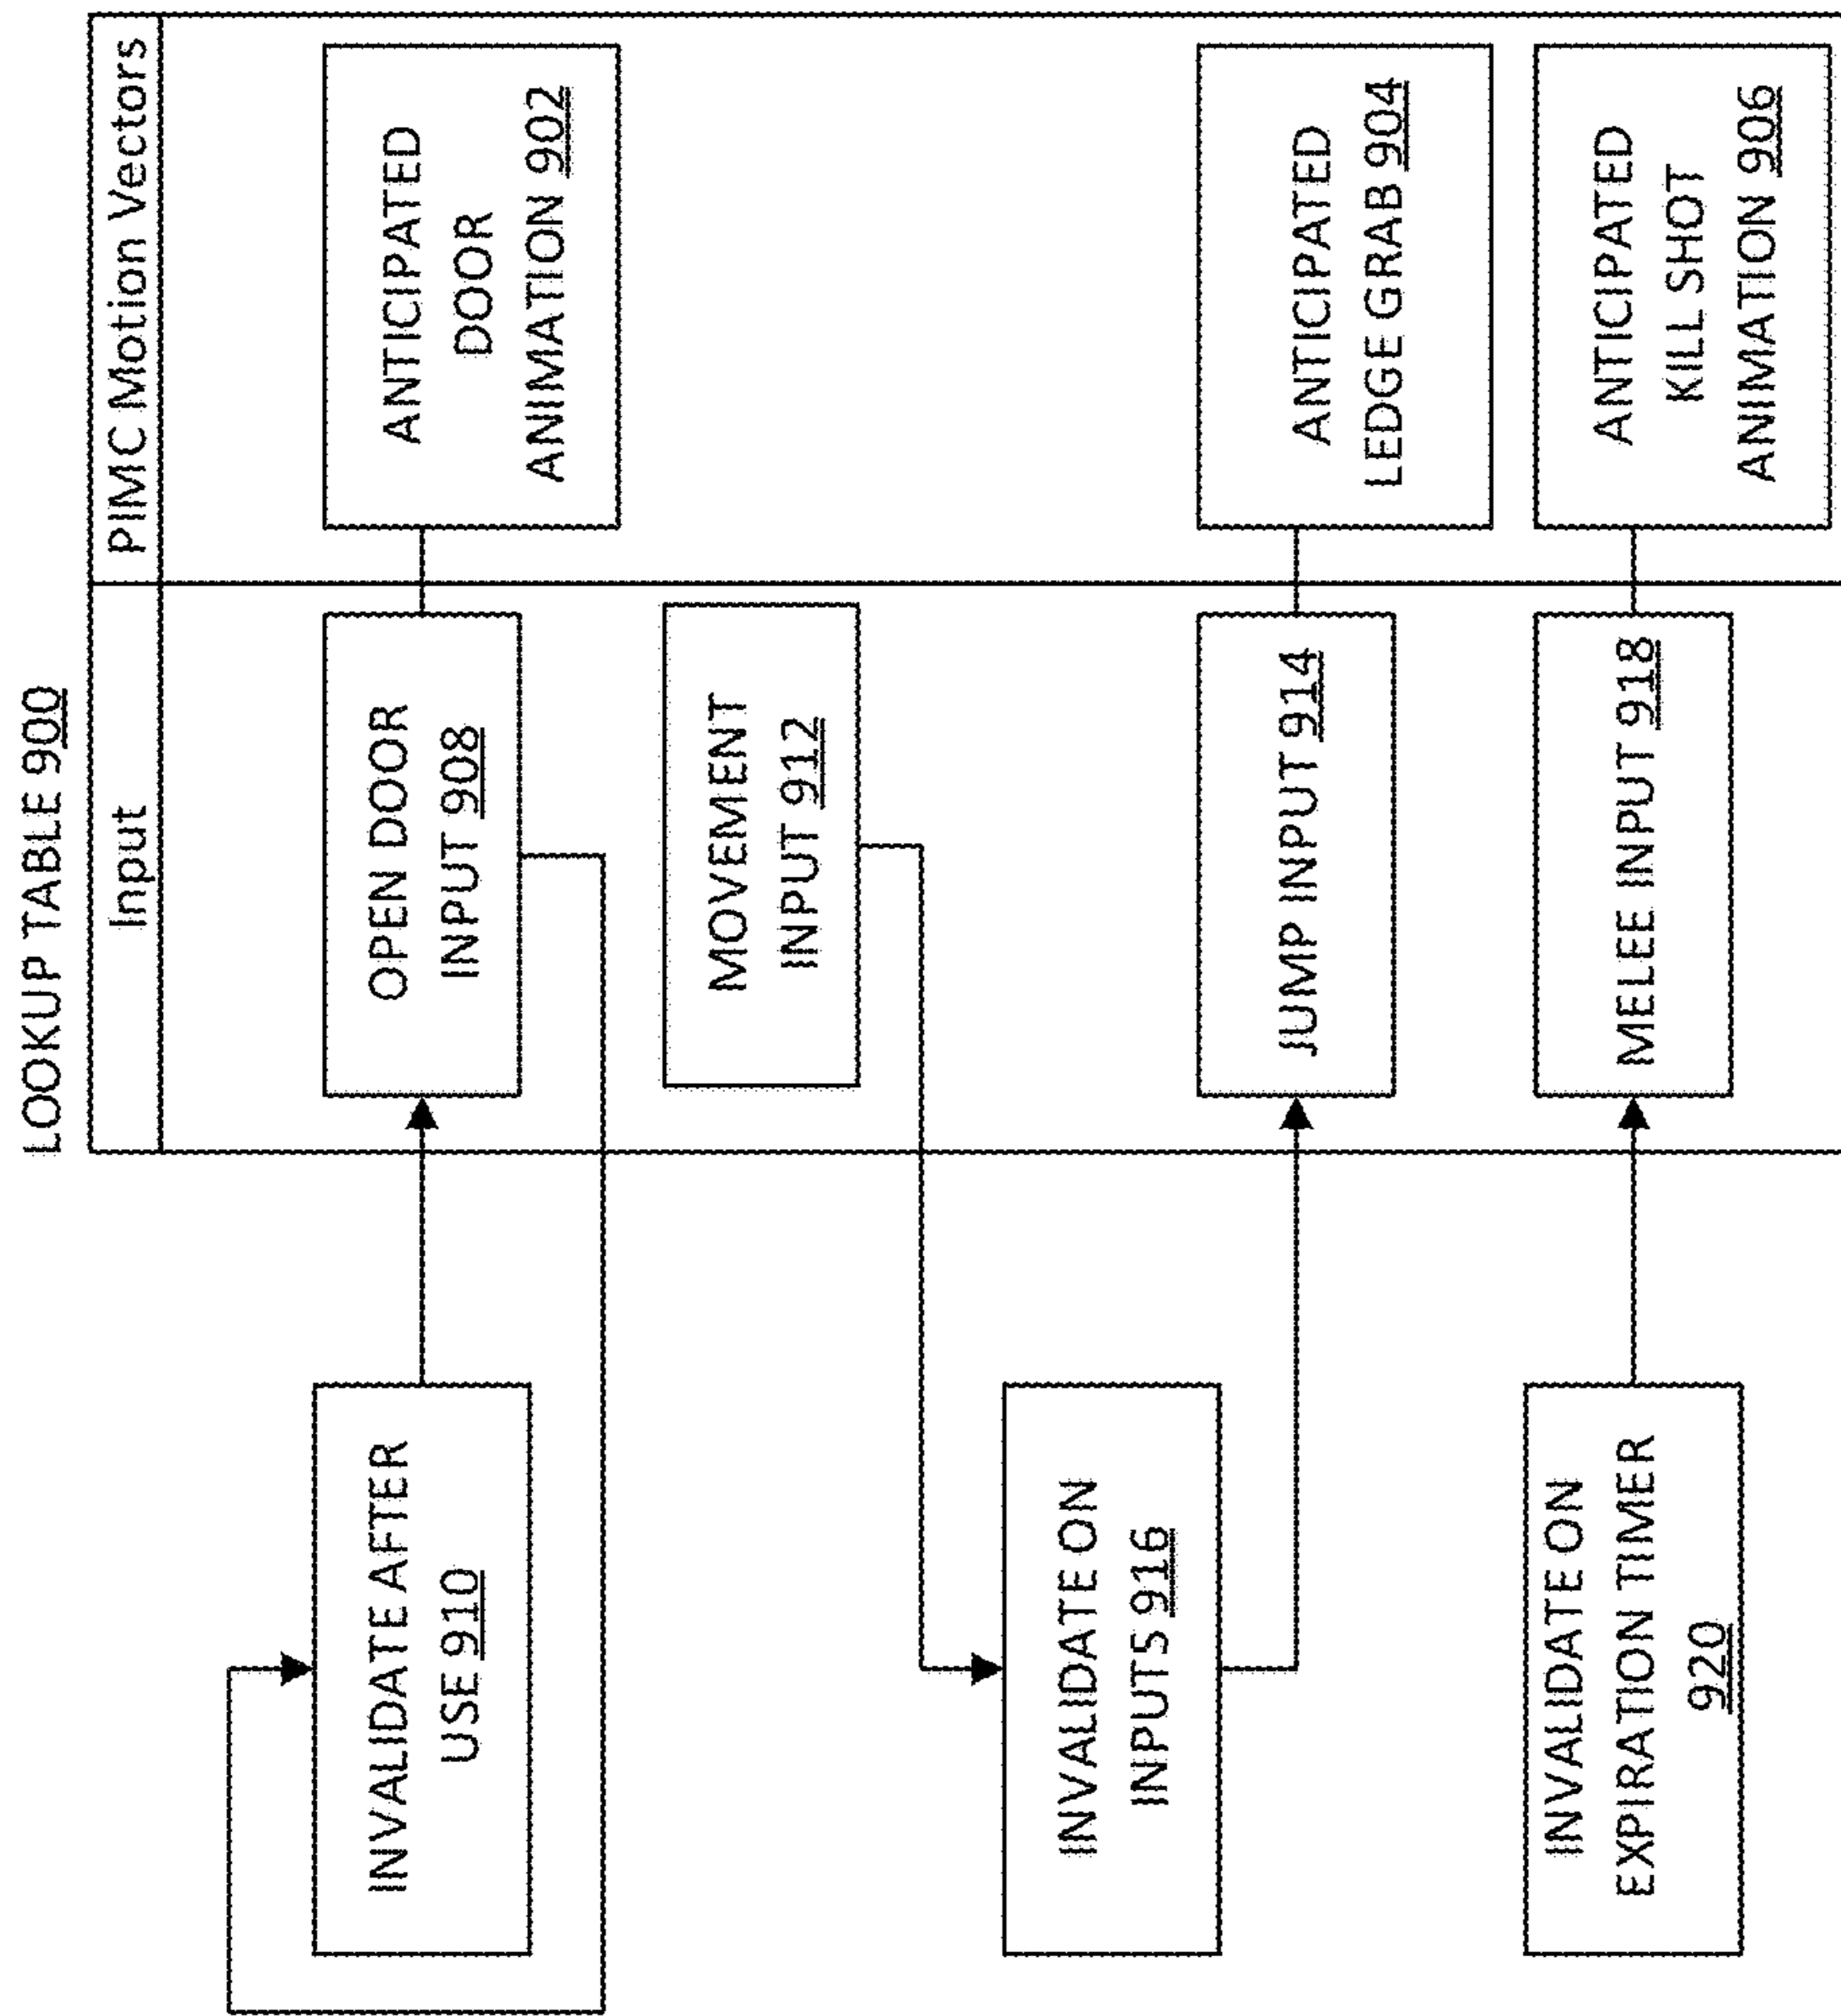 LOOKUP TABLE 900
Input
PIMC Motion Vectors
INVALIDATE AFTER
USE 910
OPEN DOOR
INPUT 908
ANTICIPATED
DOOR
ANIMATION 902
MOVEMENT
INPUT 912
INVALIDATE ON
INPUTS 916
JUMP INPUT 914
ANTICIPATED
LEDGE GRAB 904
INVALIDATE ON
EXPIRATION TIMER
920
MELEE INPUT 918
ANTICIPATED
KILL SHOT
ANIMATION 906